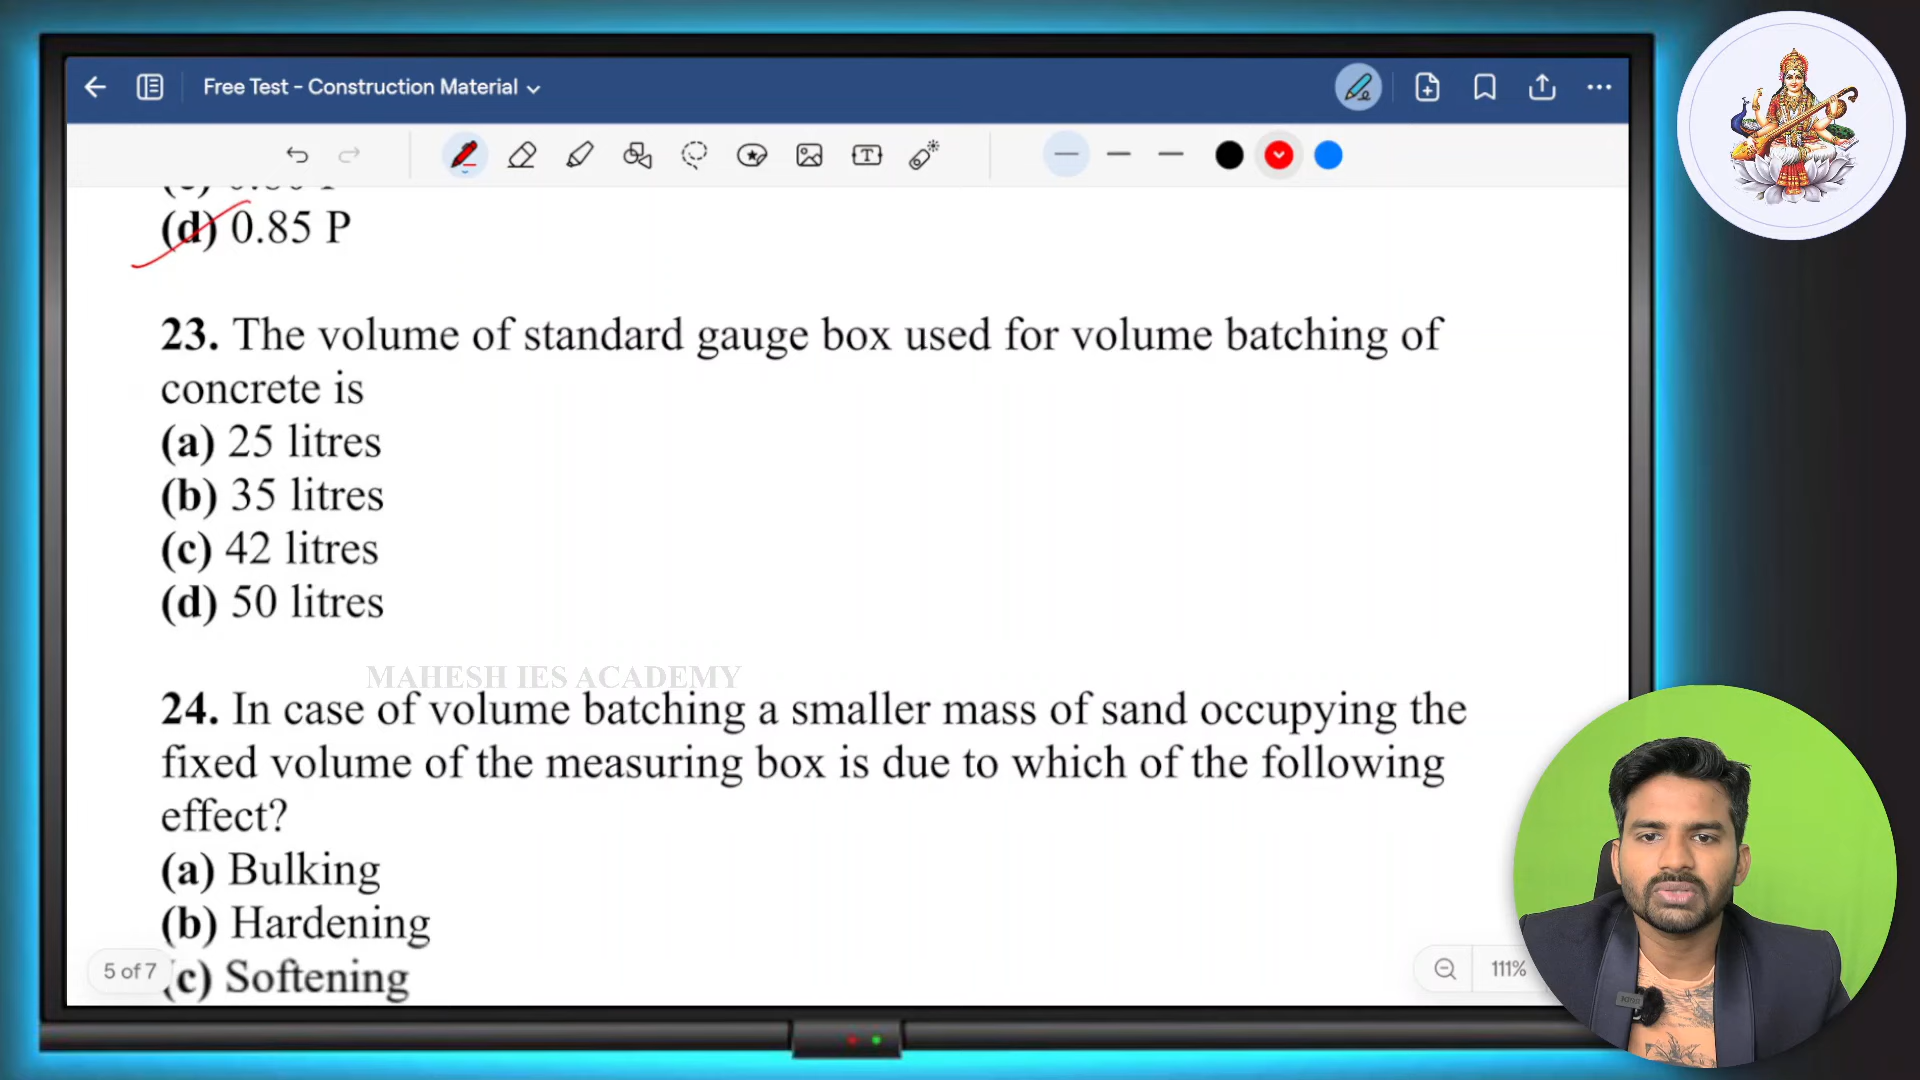 Free Test - Construction Material
(d) 0.85 P
23. The volume of standard gauge box used for volume batching of
concrete is
(a) 25 litres
(b) 35 litres
(c) 42 litres
(d) 50 litres
MAHESH IES ACADEMY
24. In case of volume batching a smaller mass of sand occupying the
fixed volume of the measuring box is due to which of the following
effect?
(a) Bulking
(b) Hardening
(c) Softening
5 of 7
111%